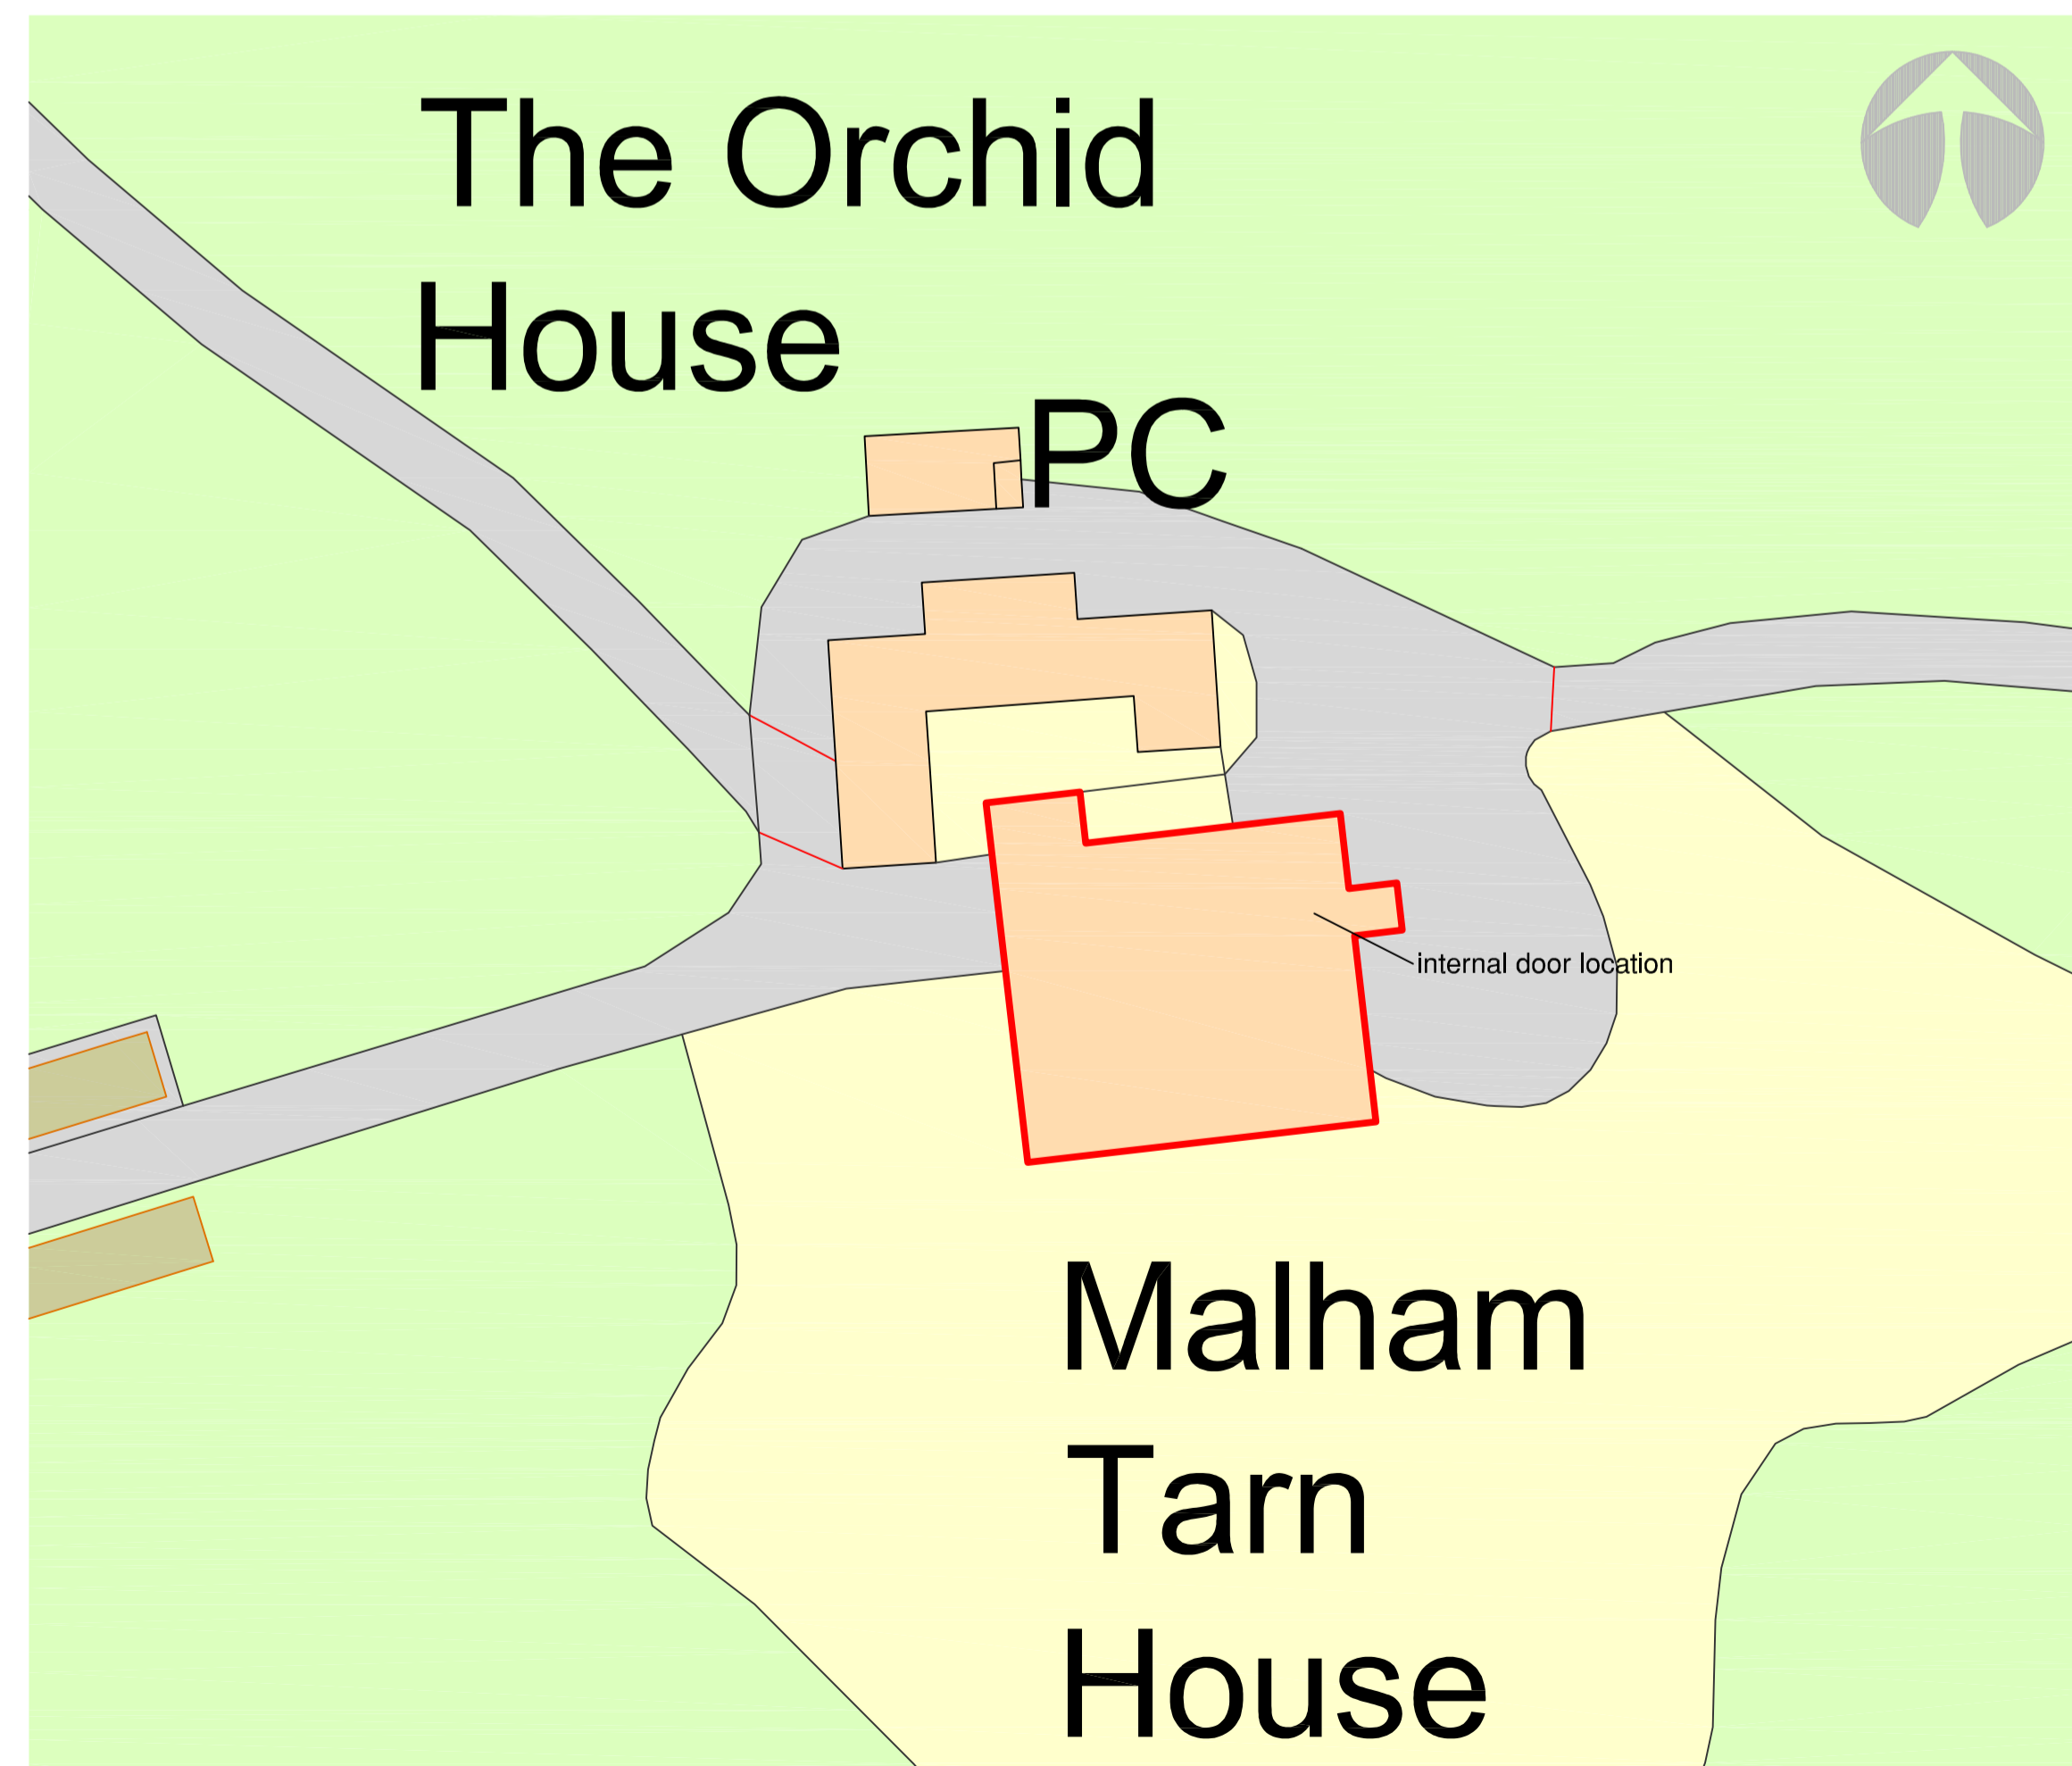 The Orchid
House
PC
internal door location
Malham
Tarn
House